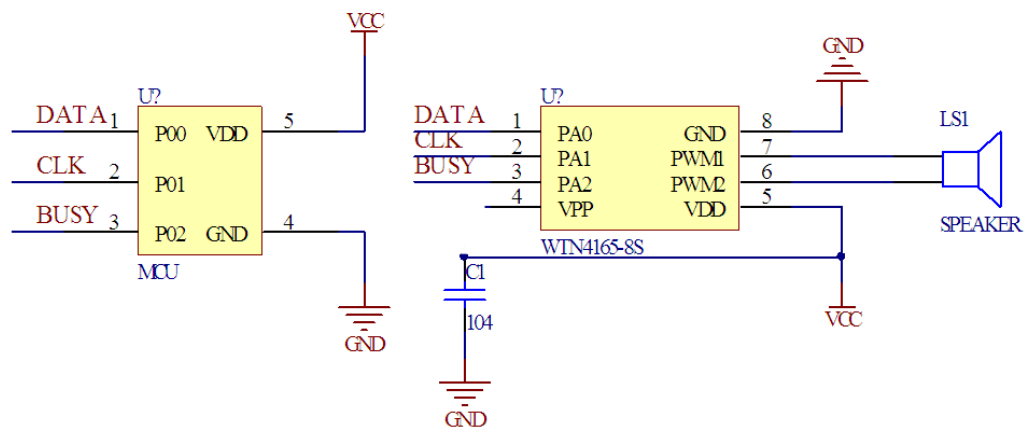 VCC
U?
DATA 1 P00 VDD 5
CLK 2 P01
BUSY 3 P02 GND 4
MCU
GND
GND
U?
DATA 1 PA0 GND 8
CLK 2 PA1 PWM1 7
BUSY 3 PA2 PWM2 6
4 VPP VDD 5
WTN4165-8S
LS1
SPEAKER
C1
104
VCC
GND